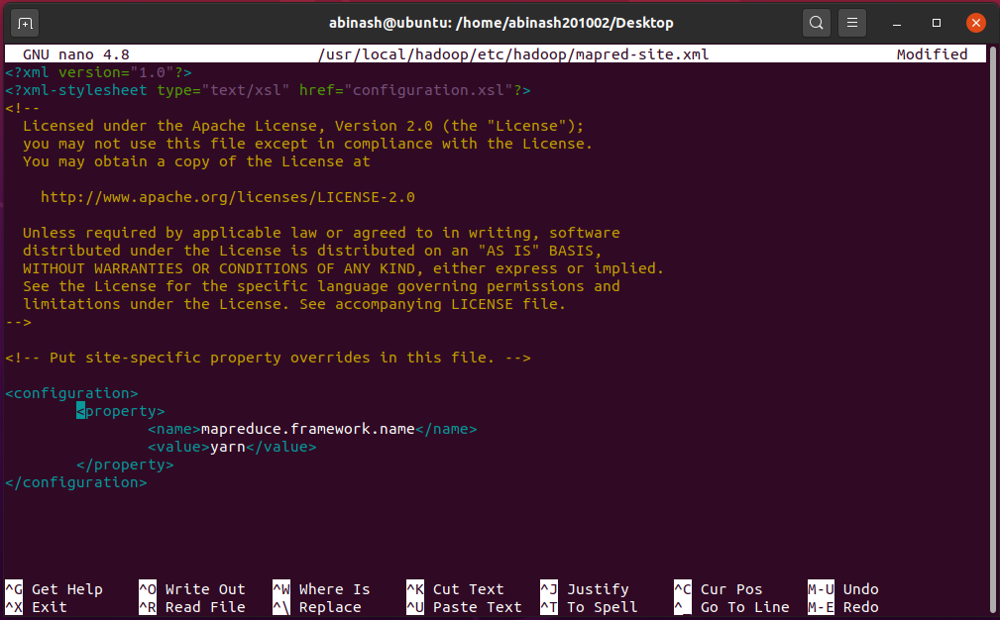 abinash@ubuntu: /home/abinash201002/Desktop
GNU nano 4.8 /usr/local/hadoop/etc/hadoop/mapred-site.xml Modified
<?xml version="1.0"?>
<?xml-stylesheet type="text/xsl" href="configuration.xsl"?>
<!--
  Licensed under the Apache License, Version 2.0 (the "License");
  you may not use this file except in compliance with the License.
  You may obtain a copy of the License at

    http://www.apache.org/licenses/LICENSE-2.0

  Unless required by applicable law or agreed to in writing, software
  distributed under the License is distributed on an "AS IS" BASIS,
  WITHOUT WARRANTIES OR CONDITIONS OF ANY KIND, either express or implied.
  See the License for the specific language governing permissions and
  limitations under the License. See accompanying LICENSE file.
-->

<!-- Put site-specific property overrides in this file. -->

<configuration>
        <property>
                <name>mapreduce.framework.name</name>
                <value>yarn</value>
        </property>
</configuration>
^G Get Help ^O Write Out ^W Where Is ^K Cut Text ^J Justify ^C Cur Pos M-U Undo
^X Exit ^R Read File ^\ Replace ^U Paste Text ^T To Spell ^_ Go To Line M-E Redo